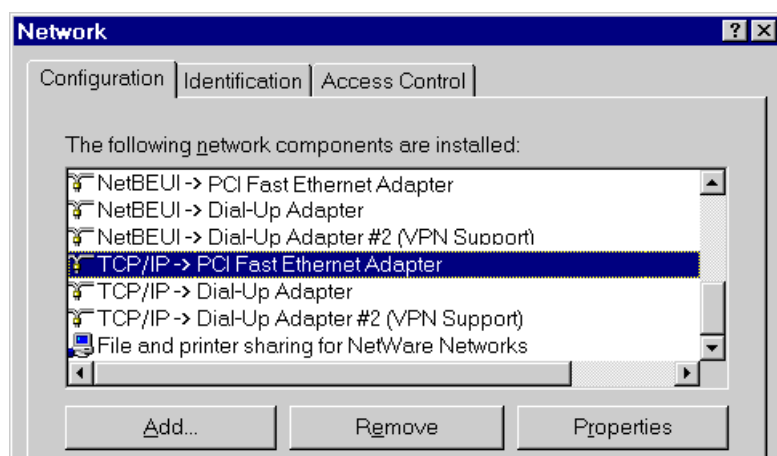 Network
Configuration Identification Access Control
The following network components are installed:
NetBEUI -> PCI Fast Ethernet Adapter
NetBEUI -> Dial-Up Adapter
NetBEUI -> Dial-Up Adapter #2 (VPN Support)
TCP/IP -> PCI Fast Ethernet Adapter
TCP/IP -> Dial-Up Adapter
TCP/IP -> Dial-Up Adapter #2 (VPN Support)
File and printer sharing for NetWare Networks
Add... Remove Properties